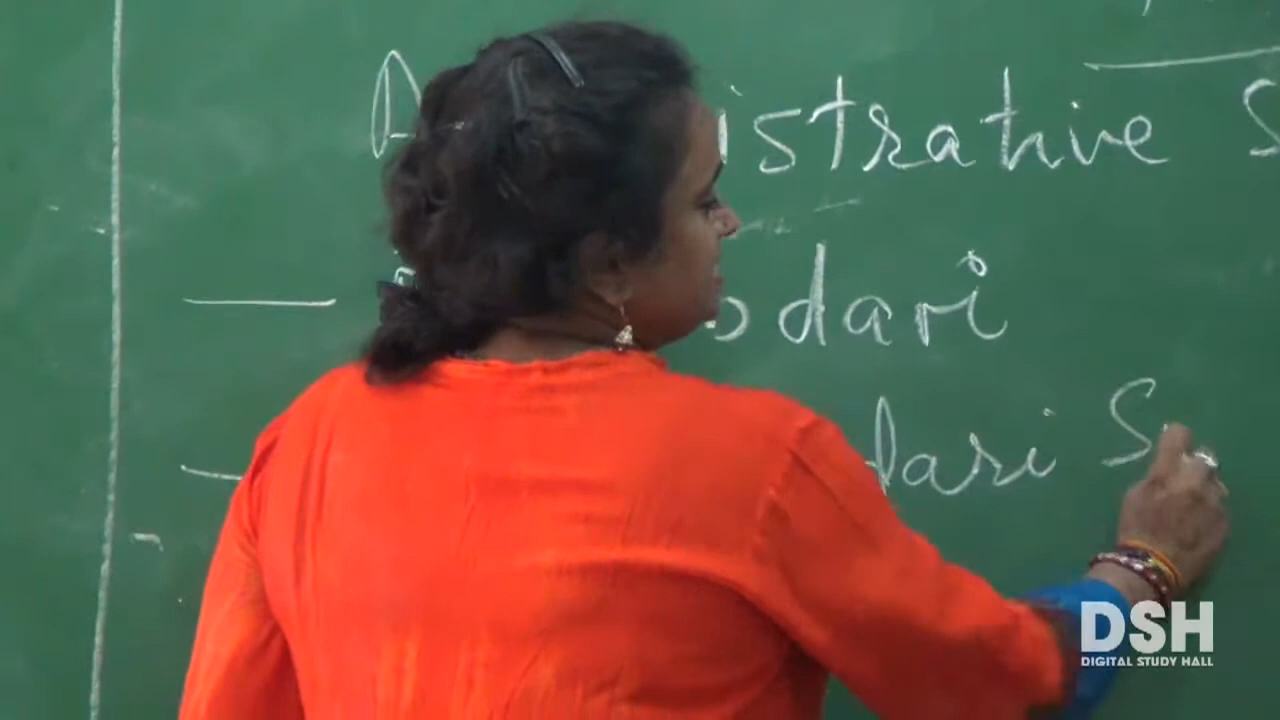 istrative S
odari
dari S
DSH
DIGITAL STUDY HALL